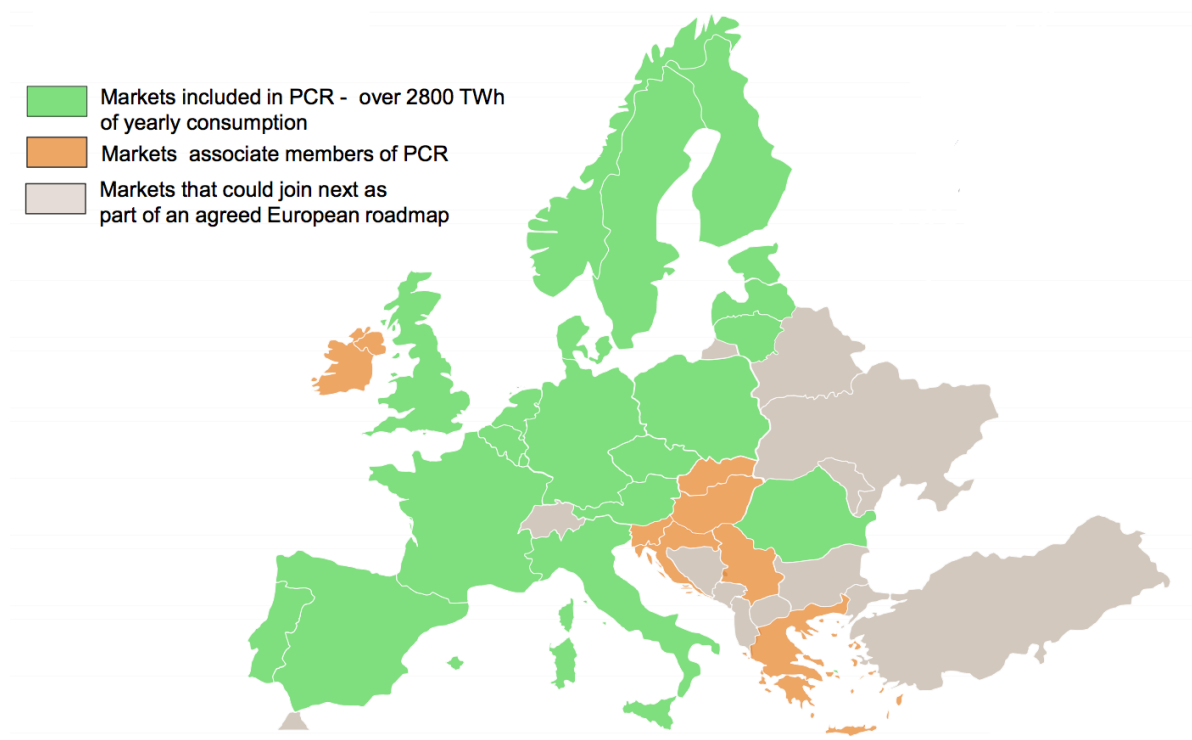 Markets included in PCR - over 2800 TWh
of yearly consumption
Markets associate members of PCR
Markets that could join next as
part of an agreed European roadmap